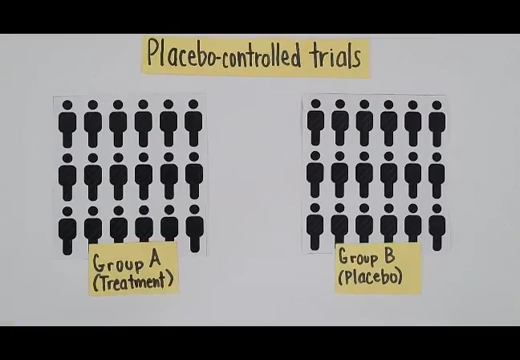 Placebo-controlled trials
Group A
(Treatment)
Group B
(Placebo)